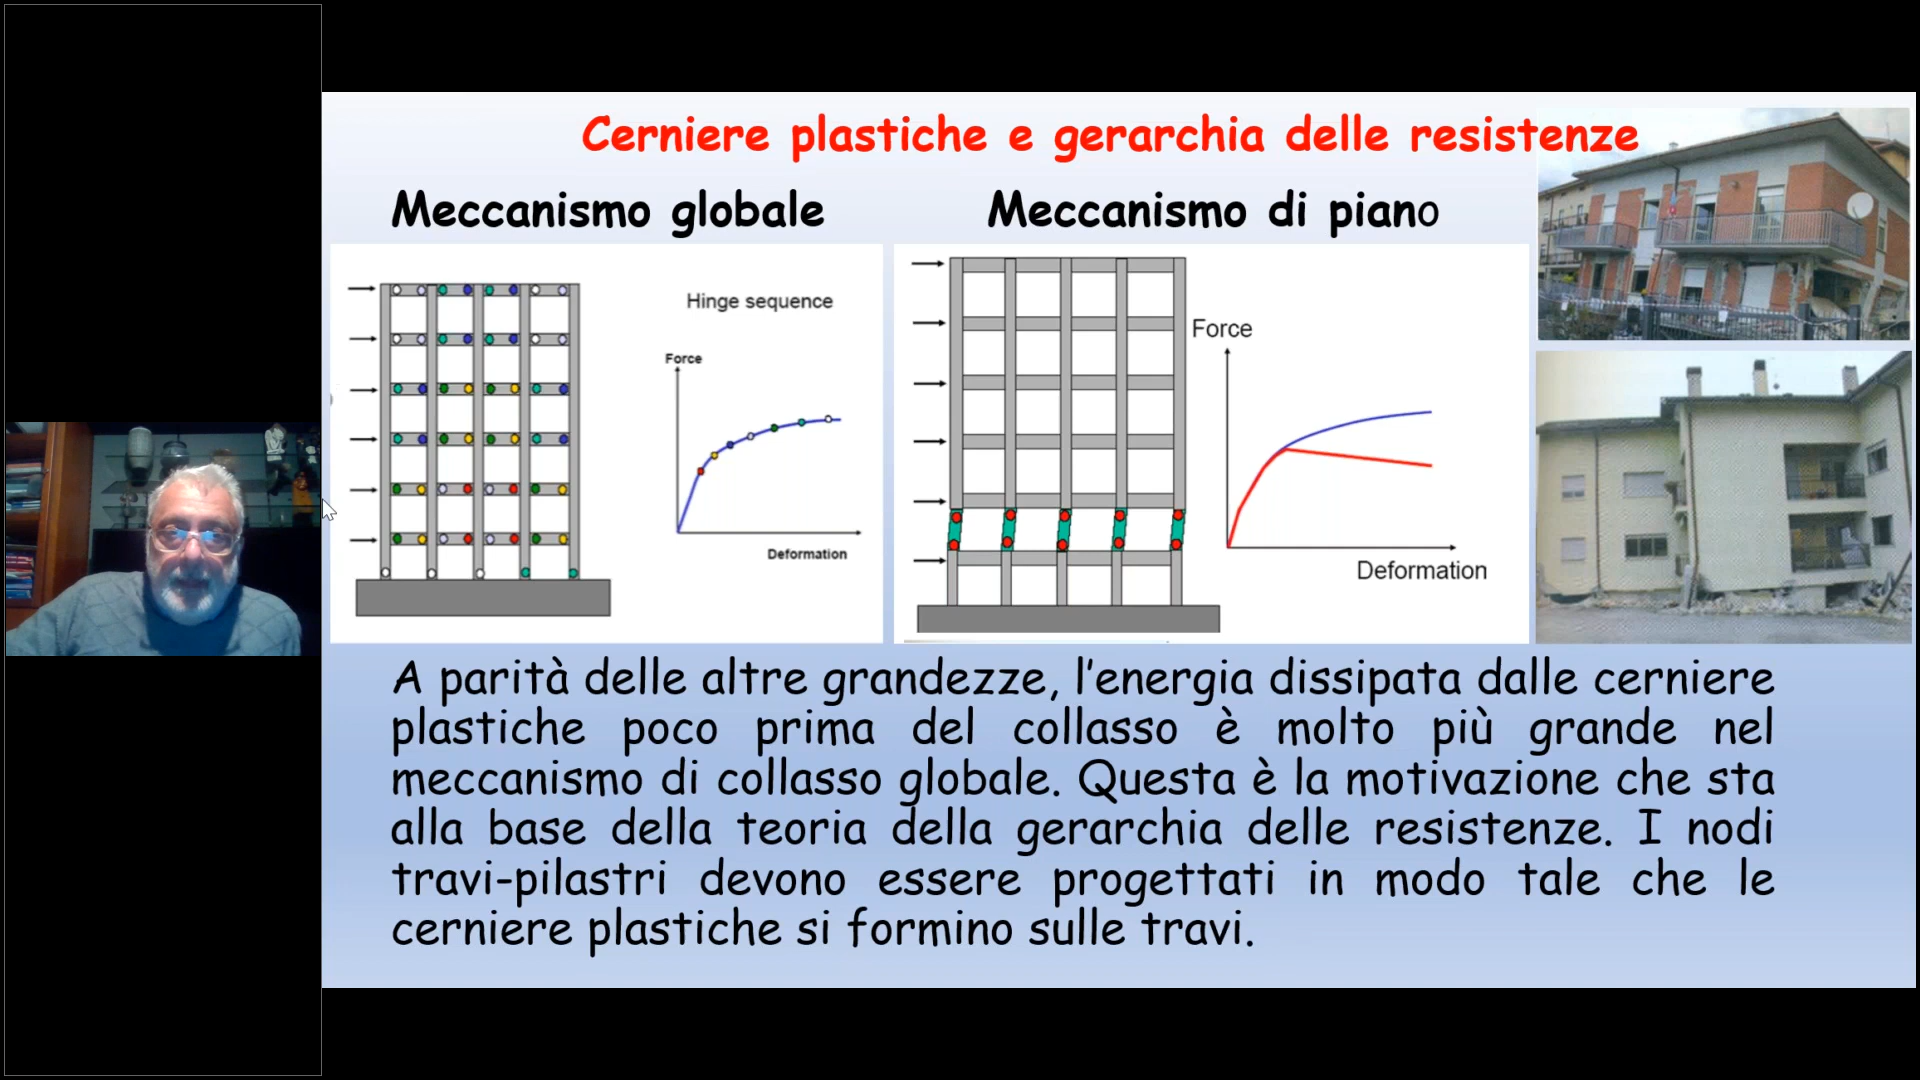 Cerniere plastiche e gerarchia delle resistenze
Meccanismo globale
Meccanismo di piano
Hinge sequence
Force
Deformation
Force
Deformation
A parità delle altre grandezze, l'energia dissipata dalle cerniere
plastiche poco prima del collasso è molto più grande nel
meccanismo di collasso globale. Questa è la motivazione che sta
alla base della teoria della gerarchia delle resistenze. I nodi
travi-pilastri devono essere progettati in modo tale che le
cerniere plastiche si formino sulle travi.